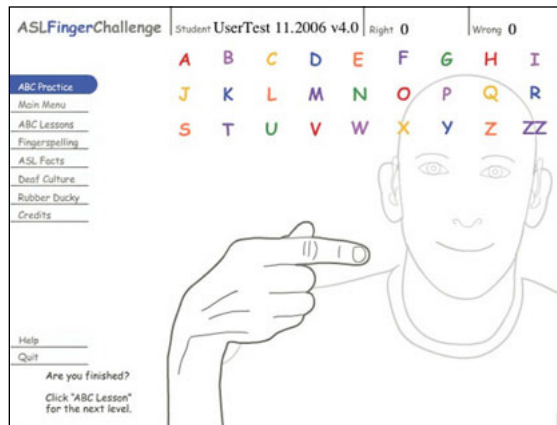 ASLFingerChallenge Student UserTest 11.2006 v4.0 Right 0 Wrong 0
A B C D E F G H I
J K L M N O P Q R
S T U V W X Y Z ZZ
ABC Practice
Main Menu
ABC Lessons
Fingerspelling
ASL Facts
Deaf Culture
Rubber Ducky
Credits
Help
Quit
Are you finished?
Click "ABC Lesson"
for the next level.